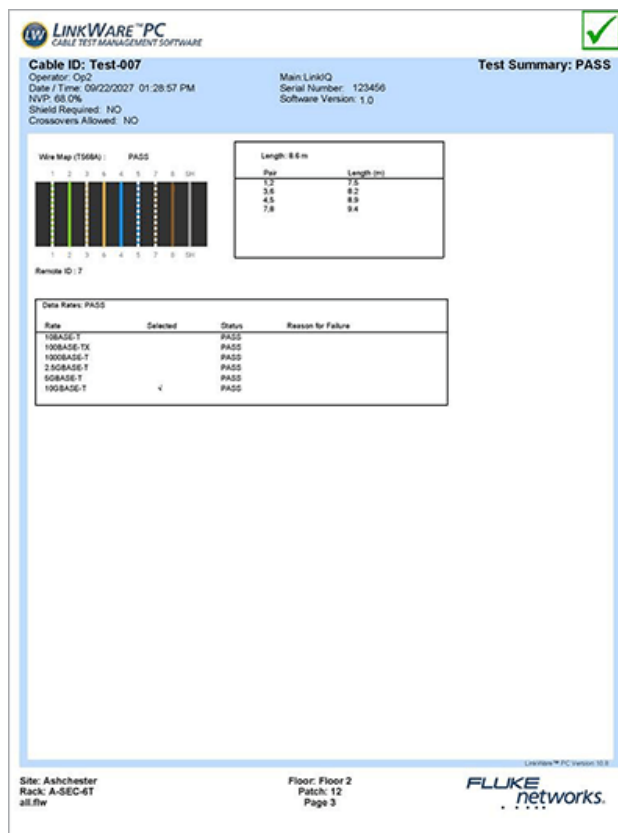 LW LINKWARE™PC
CABLE TEST MANAGEMENT SOFTWARE
Cable ID: Test-007
Test Summary: PASS
Operator: Op2
Date / Time: 09/22/2027 01:28:57 PM
NVP: 68.0%
Shield Required: NO
Crossovers Allowed: NO
Main:LinkIQ
Serial Number: 123456
Software Version: 1.0
Wire Map (T568A) : PASS
1 2 3 6 4 5 7 8 SH
1 2 3 6 4 5 7 8 SH
Remote ID : 7
Length: 8.6 m
Pair Length (m)
1,2 7.5
3,6 8.2
4,5 8.9
7,8 9.4
Data Rates: PASS
Rate Selected Status Reason for Failure
10BASE-T PASS
100BASE-TX PASS
1000BASE-T PASS
2.5GBASE-T PASS
5GBASE-T PASS
10GBASE-T √ PASS
LinkWare™ PC Version 10.8
Site: Ashchester
Rack: A-SEC-6T
all.flw
Floor: Floor 2
Patch: 12
Page 3
FLUKE
networks.